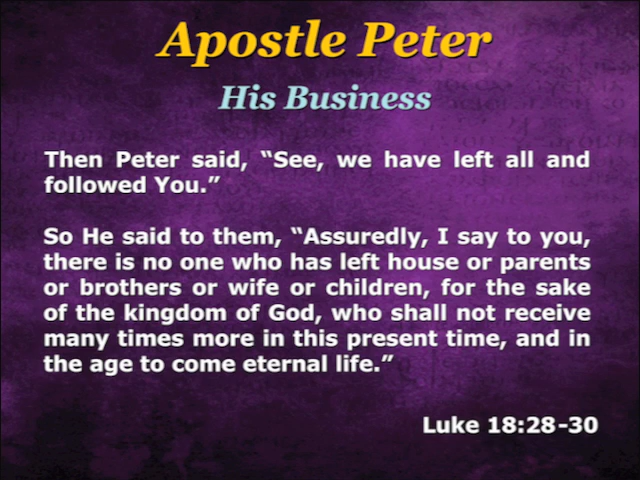 Apostle Peter
His Business
Then Peter said, “See, we have left all and
followed You.”
So He said to them, “Assuredly, I say to you,
there is no one who has left house or parents
or brothers or wife or children, for the sake
of the kingdom of God, who shall not receive
many times more in this present time, and in
the age to come eternal life.”
Luke 18:28-30